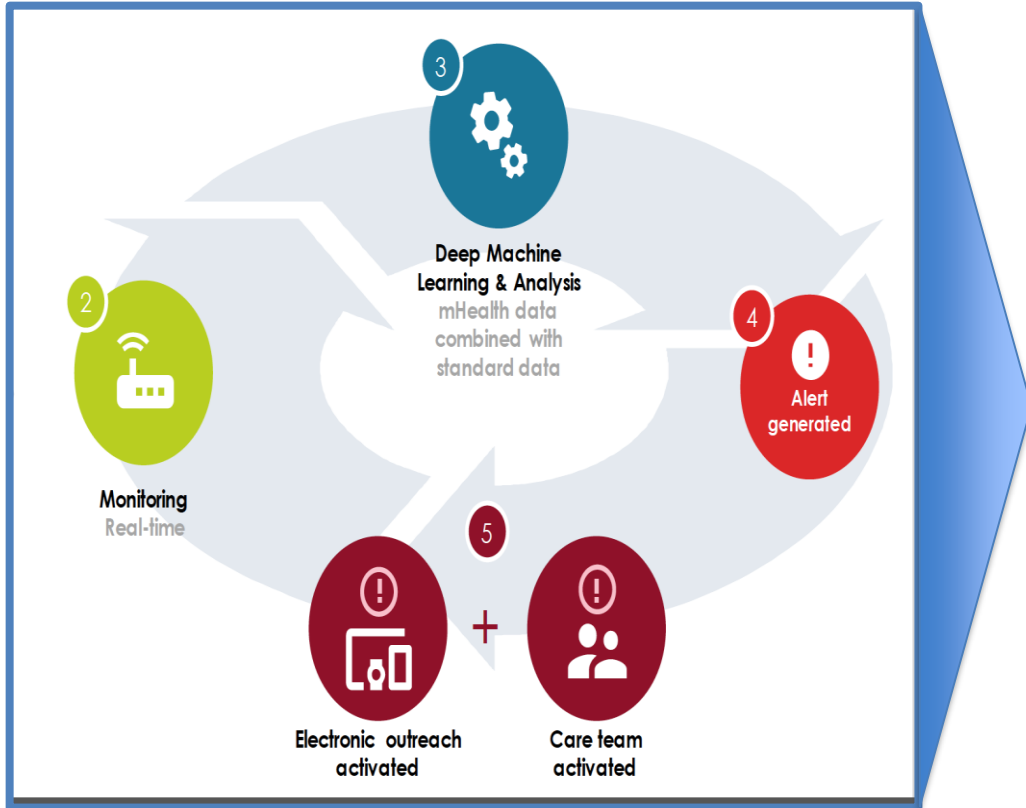 3
Deep Machine
Learning & Analysis
mHealth data
combined with
standard data
2
Monitoring
Real-time
4
!
Alert
generated
5
!
+
!
Electronic outreach
activated
Care team
activated